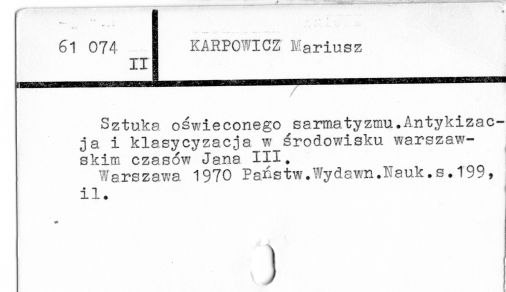 61 074
II
KARPOWICZ Mariusz
Sztuka oświeconego sarmatyzmu.Antykizac-
ja i klasycyzacja w środowisku warszaw-
skim czasów Jana III.
Warszawa 1970 Państw.Wydawn.Nauk.s.199,
il.